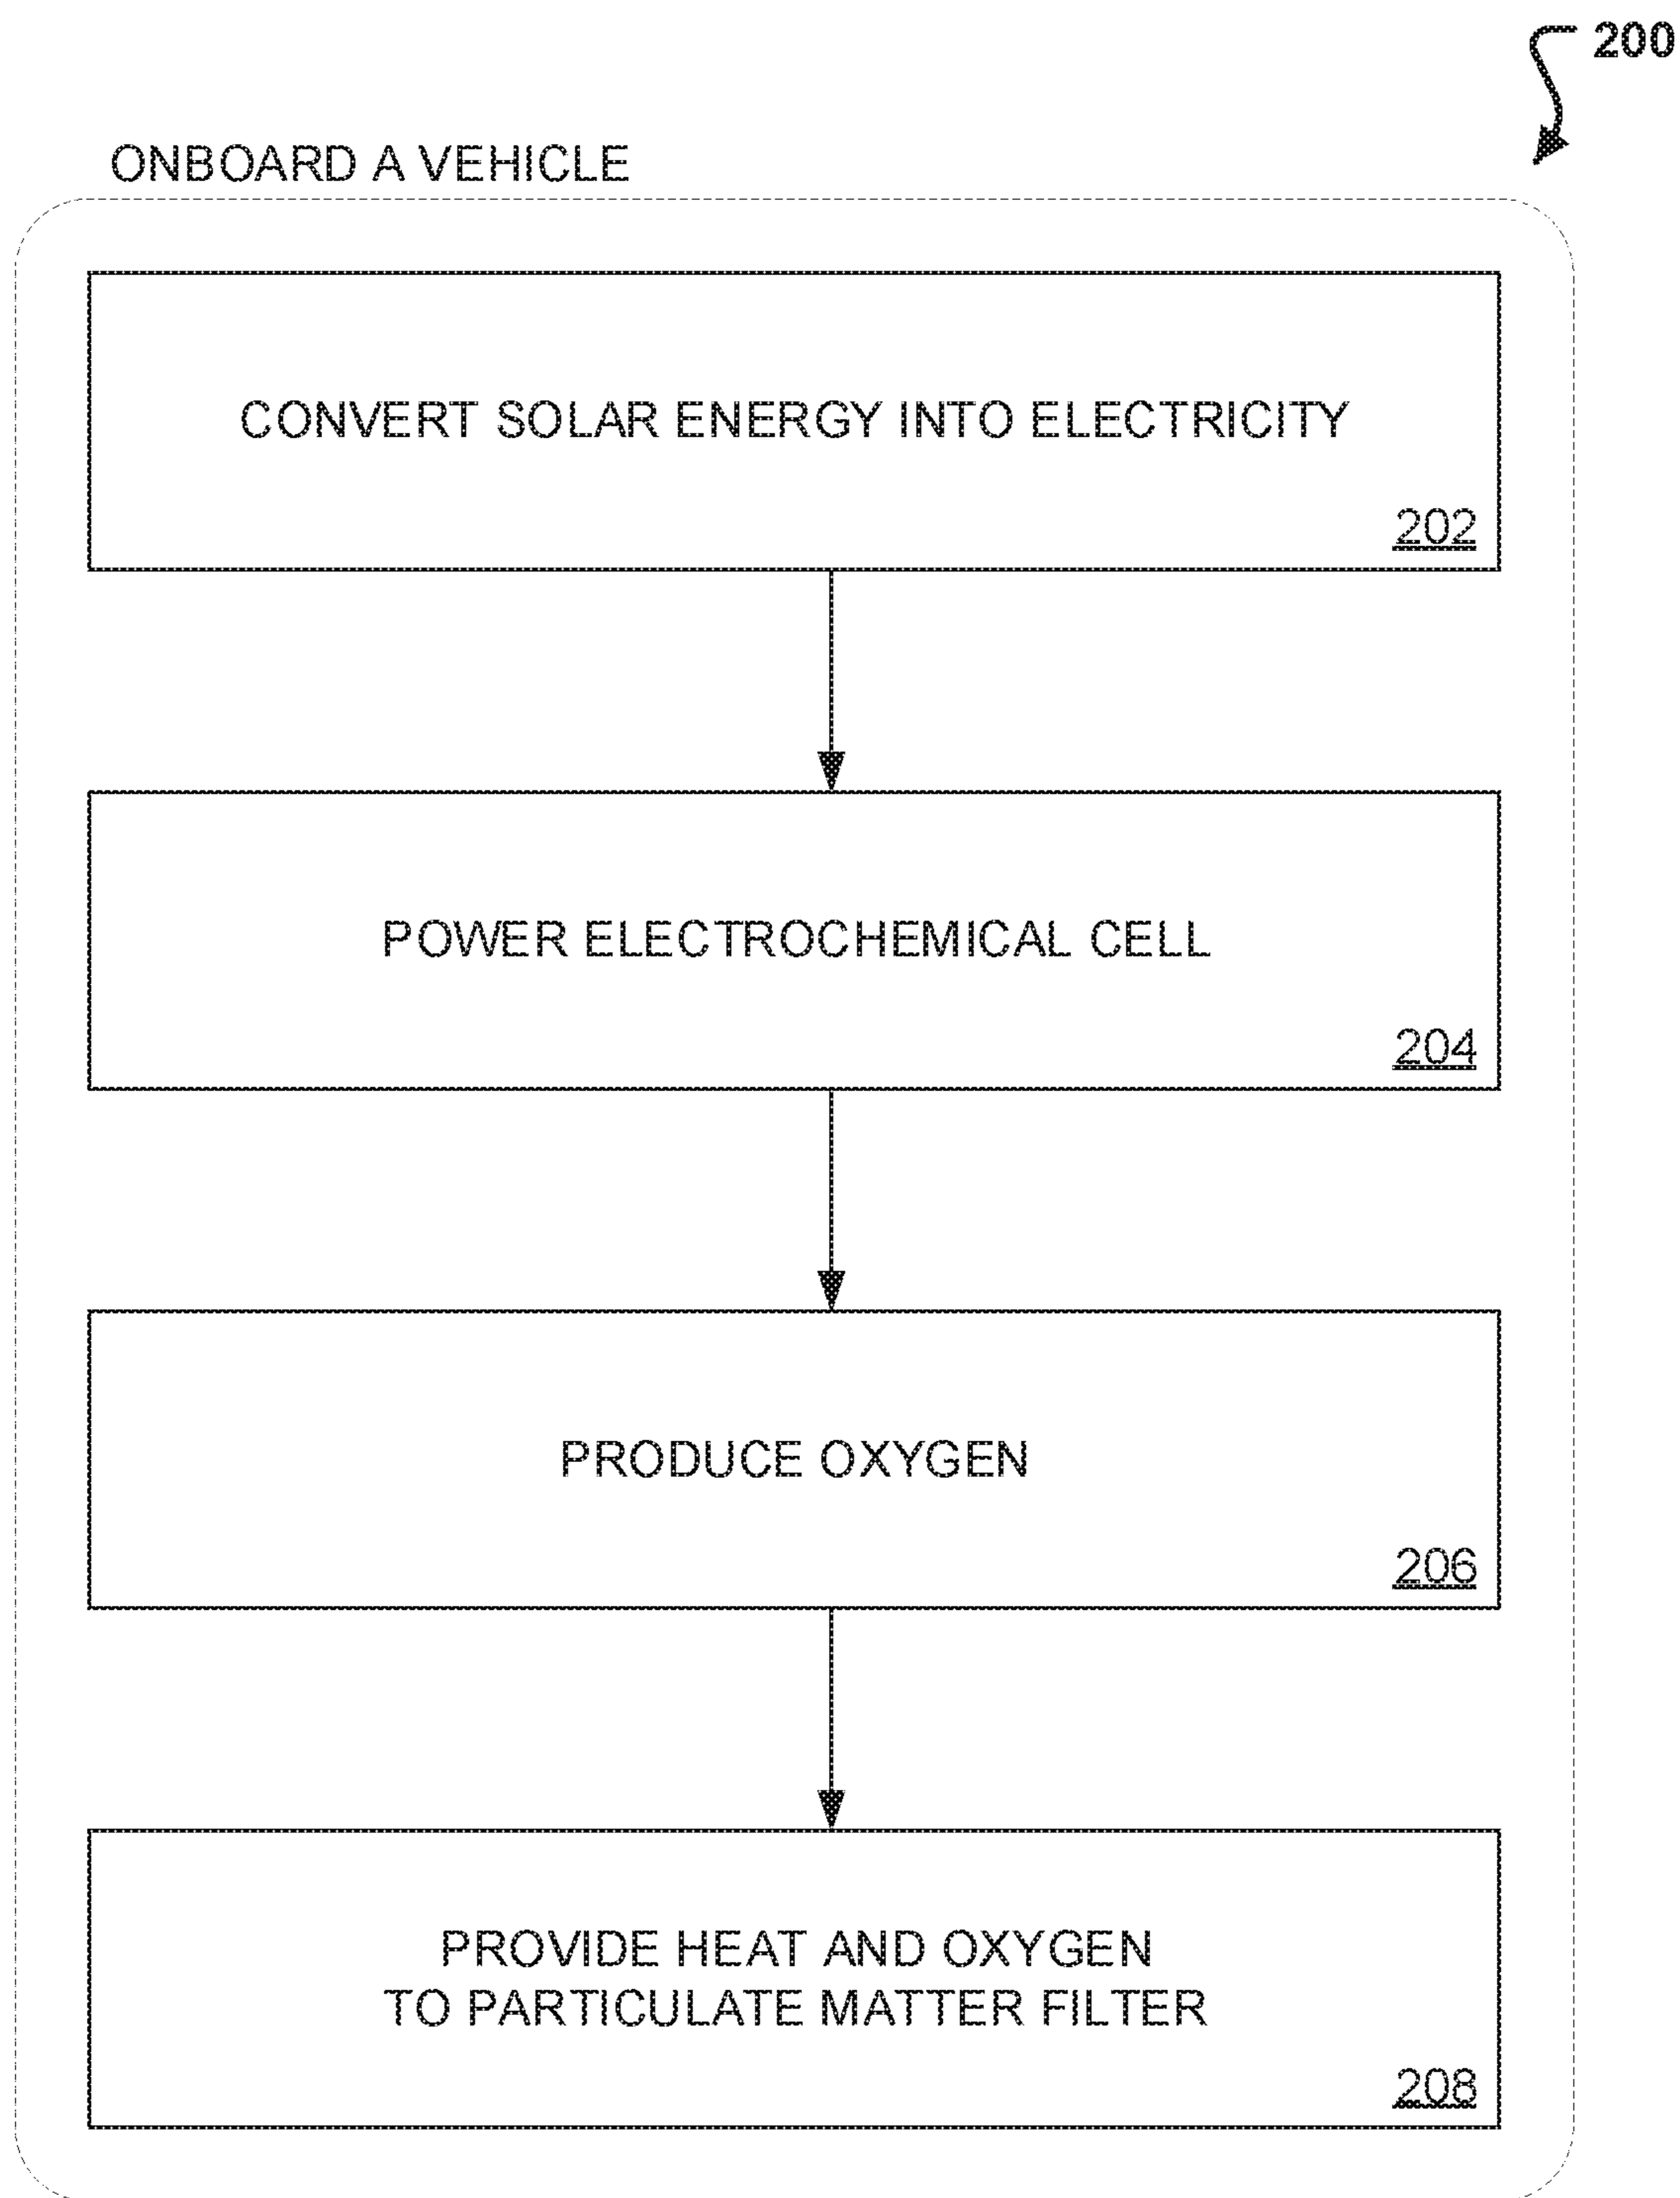 200
ONBOARD A VEHICLE
CONVERT SOLAR ENERGY INTO ELECTRICITY
202
POWER ELECTROCHEMICAL CELL
204
PRODUCE OXYGEN
206
PROVIDE HEAT AND OXYGEN
TO PARTICULATE MATTER FILTER
208